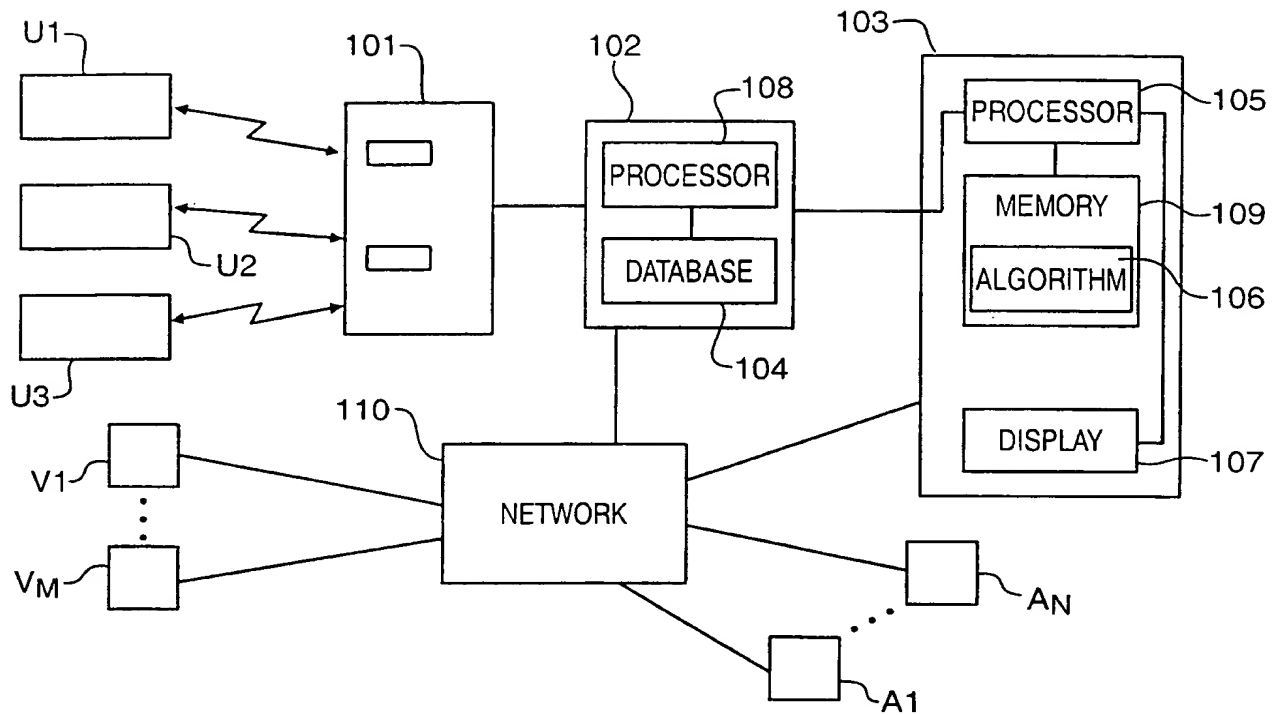 U1
101
102
103
108
PROCESSOR
105
PROCESSOR
MEMORY
109
U2
DATABASE
ALGORITHM
106
104
U3
110
DISPLAY
107
V1
NETWORK
VM
AN
A1